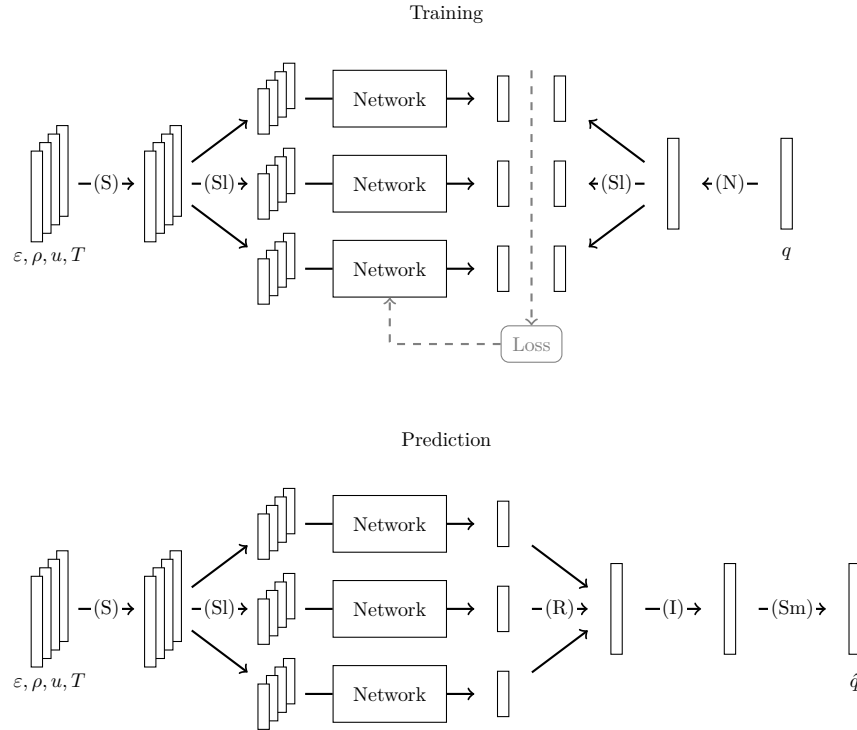 Training
Network
(S)
(Sl)
Network
(Sl)
(N)
ε, ρ, u, T
Network
q
Loss
Prediction
Network
(S)
(Sl)
Network
(R)
(I)
(Sm)
ε, ρ, u, T
Network
q̂